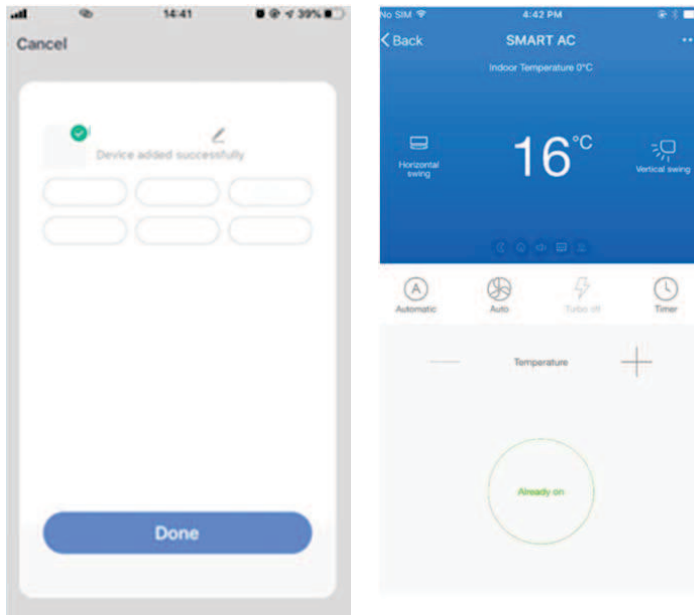 14:41
39%
Cancel
Device added successfully
Done
No SIM
4:42 PM
Back
SMART AC
Indoor Temperature 0°C
16°C
Horizontal
swing
Vertical swing
Automatic
Auto
Turbo off
Timer
Temperature
Already on